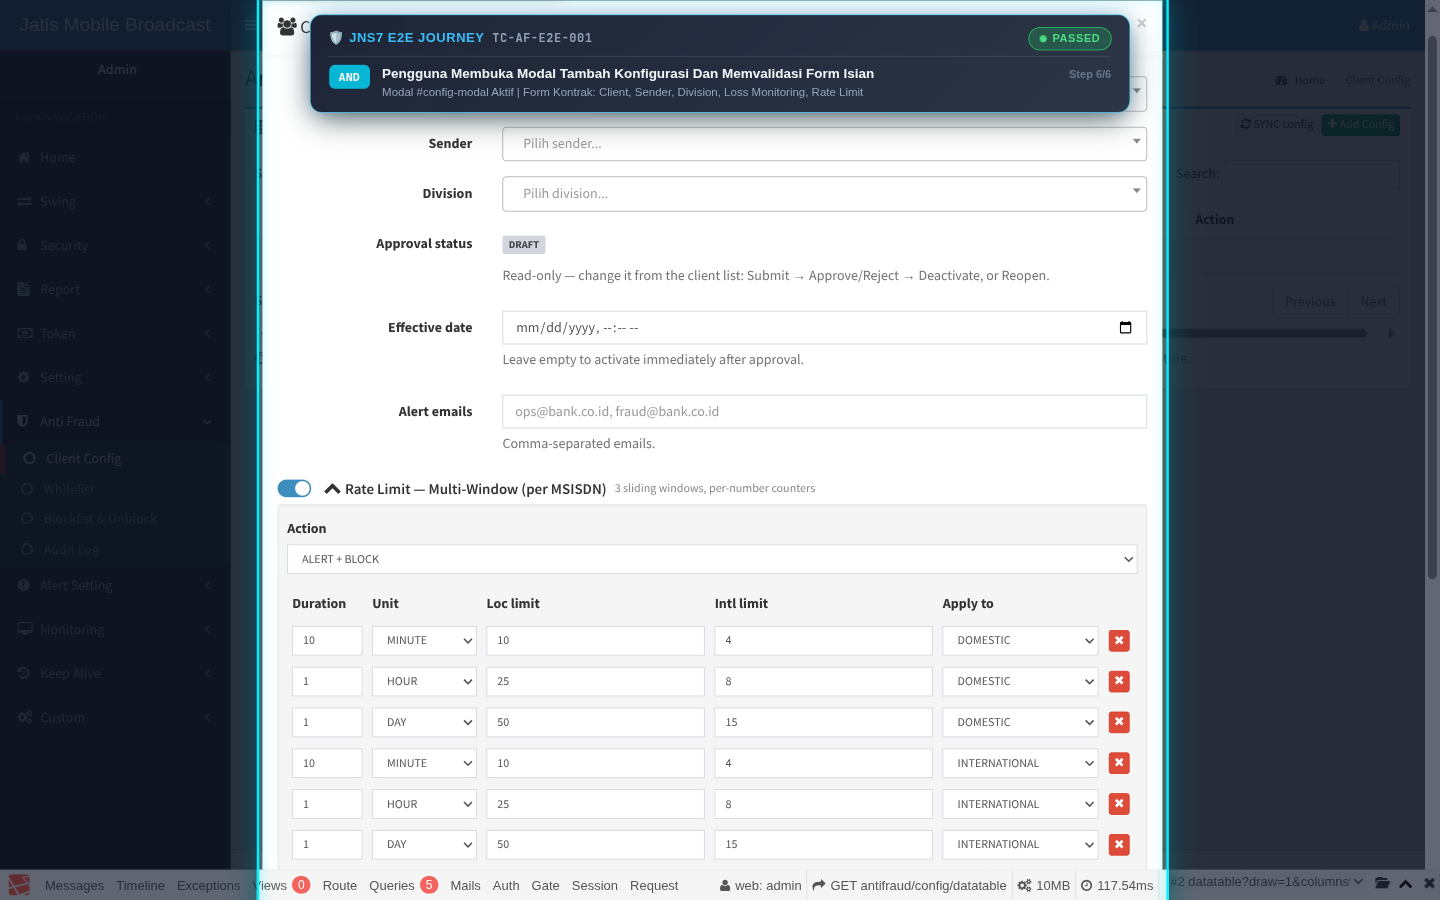 Jatis Mobile Broadcast
Admin
C
×
JNS7 E2E JOURNEY TC-AF-E2E-001
PASSED
AND
Pengguna Membuka Modal Tambah Konfigurasi Dan Memvalidasi Form Isian
Step 6/6
Modal #config-modal Aktif | Form Kontrak: Client, Sender, Division, Loss Monitoring, Rate Limit
Admin
MAIN NAVIGATION
Home
Swing
Security
Report
Token
Setting
Anti Fraud
Client Config
Whitelist
Blocklist & Unblock
Audit Log
Alert Setting
Monitoring
Keep Alive
Custom
Home
Client Config
SYNC config
Add Config
Search:
Action
Previous
Next
Sender
Pilih sender...
Division
Pilih division...
Approval status
DRAFT
Read-only — change it from the client list: Submit → Approve/Reject → Deactivate, or Reopen.
Effective date
mm/dd/yyyy, --:-- --
Leave empty to activate immediately after approval.
Alert emails
ops@bank.co.id, fraud@bank.co.id
Comma-separated emails.
Rate Limit — Multi-Window (per MSISDN) 3 sliding windows, per-number counters
Action
ALERT + BLOCK
Duration Unit Loc limit Intl limit Apply to
10 MINUTE 10 4 DOMESTIC
1 HOUR 25 8 DOMESTIC
1 DAY 50 15 DOMESTIC
10 MINUTE 10 4 INTERNATIONAL
1 HOUR 25 8 INTERNATIONAL
1 DAY 50 15 INTERNATIONAL
Messages Timeline Exceptions Views 0 Route Queries 5 Mails Auth Gate Session Request web: admin GET antifraud/config/datatable 10MB 117.54ms #2 datatable?draw=1&columns